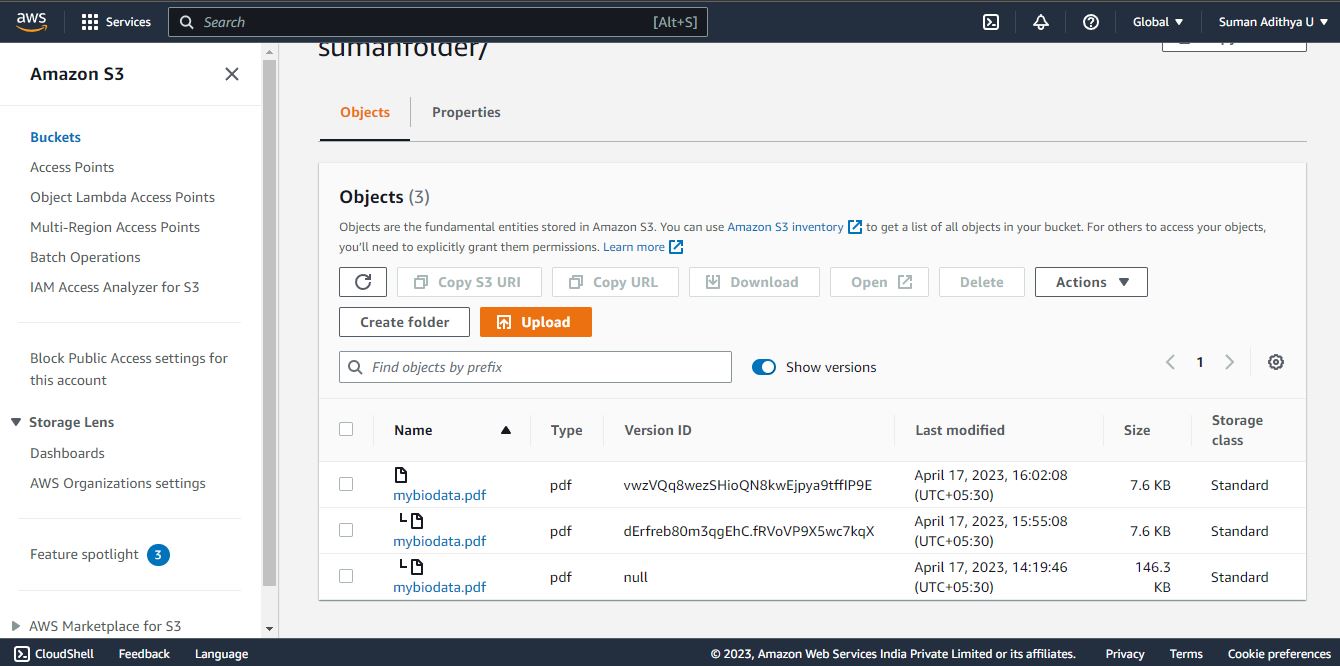 aws
Services
Search
[Alt+S]
Global
Suman Adithya U
Amazon S3
Buckets
Access Points
Object Lambda Access Points
Multi-Region Access Points
Batch Operations
IAM Access Analyzer for S3
Block Public Access settings for
this account
Storage Lens
Dashboards
AWS Organizations settings
Feature spotlight 3
AWS Marketplace for S3
sumanfolder/
Objects
Properties
Objects (3)
Objects are the fundamental entities stored in Amazon S3. You can use Amazon S3 inventory to get a list of all objects in your bucket. For others to access your objects,
you'll need to explicitly grant them permissions. Learn more
Copy S3 URI
Copy URL
Download
Open
Delete
Actions
Create folder
Upload
Find objects by prefix
Show versions
1
Name
Type
Version ID
Last modified
Size
Storage
class
mybiodata.pdf
pdf
vwzVQq8wezSHioQN8kwEjpya9tffIP9E
April 17, 2023, 16:02:08
(UTC+05:30)
7.6 KB
Standard
mybiodata.pdf
pdf
dErfreb80m3qgEhC.fRVoVP9X5wc7kqX
April 17, 2023, 15:55:08
(UTC+05:30)
7.6 KB
Standard
mybiodata.pdf
pdf
null
April 17, 2023, 14:19:46
(UTC+05:30)
146.3
KB
Standard
CloudShell
Feedback
Language
© 2023, Amazon Web Services India Private Limited or its affiliates.
Privacy
Terms
Cookie preferences